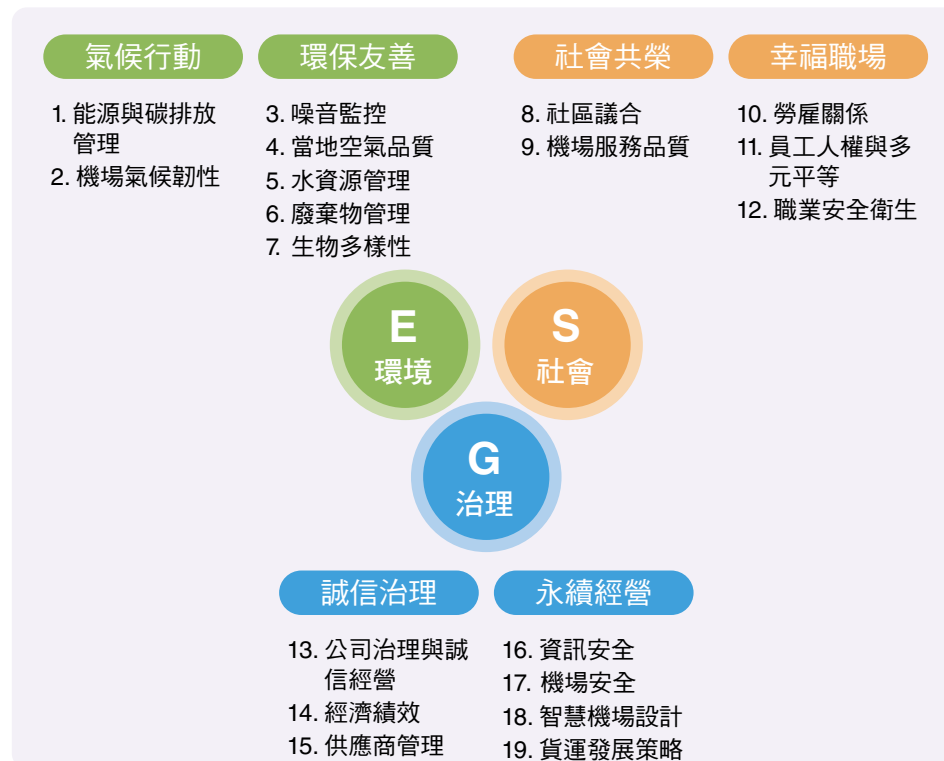 氣候行動
1. 能源與碳排放
管理
2. 機場氣候韌性
環保友善
3. 噪音監控
4. 當地空氣品質
5. 水資源管理
6. 廢棄物管理
7. 生物多樣性
社會共榮
8. 社區議合
9. 機場服務品質
幸福職場
10. 勞雇關係
11. 員工人權與多
元平等
12. 職業安全衛生
E
環境
S
社會
G
治理
誠信治理
13. 公司治理與誠
信經營
14. 經濟績效
15. 供應商管理
永續經營
16. 資訊安全
17. 機場安全
18. 智慧機場設計
19. 貨運發展策略